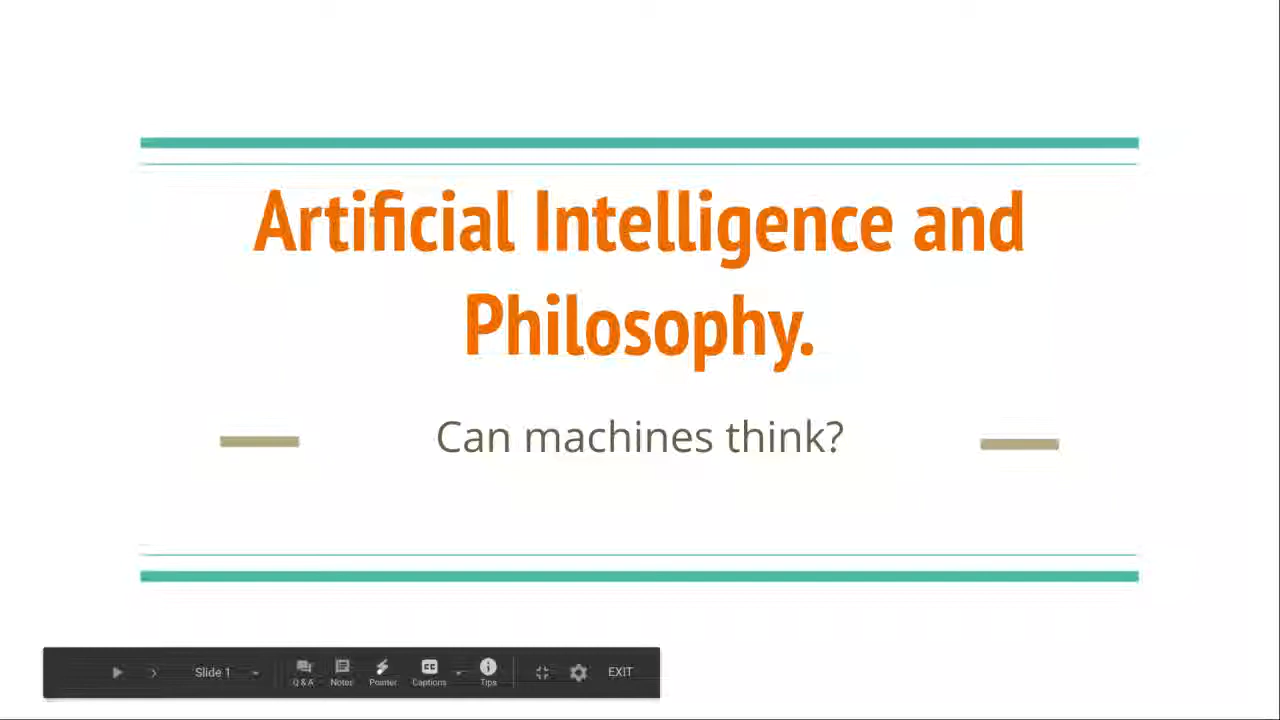 Artificial Intelligence and
Philosophy.
Can machines think?
Slide 1
Q & A Notes Pointer Captions Tips
EXIT